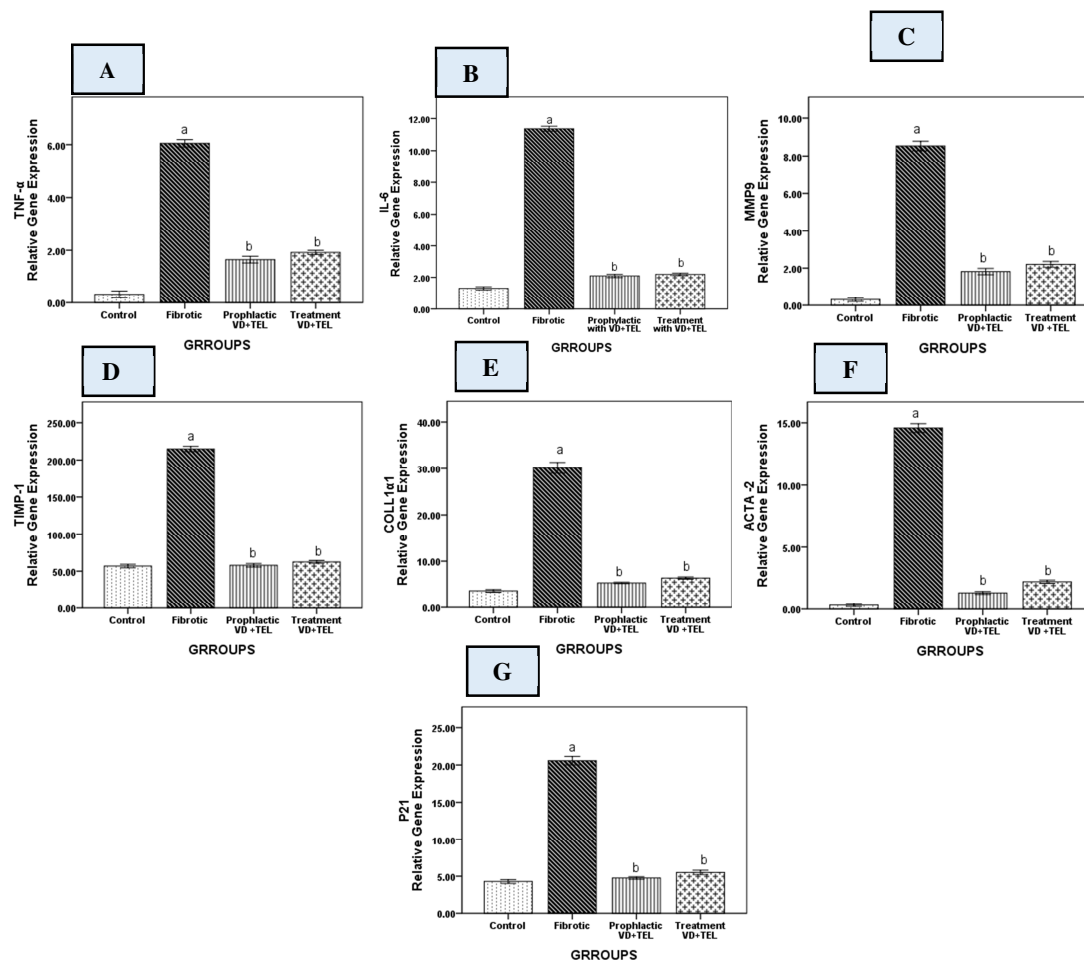 A
TNF-α
Relative Gene Expression
6.00
4.00
2.00
0.00
a
b
b
Control
Fibrotic
Prophlactic
VD+TEL
Treatment
VD+TEL
GRROUPS
B
IL-6
Relative Gene Expression
12.00
10.00
8.00
6.00
4.00
2.00
0.00
a
b
b
Control
Fibrotic
Prophylactic
with VD+TEL
Treatment
with VD+TEL
GRROUPS
C
MMP9
Relative Gene Expression
10.00
8.00
6.00
4.00
2.00
0.00
a
b
b
Control
Fibrotic
Prophlactic
VD+TEL
Treatment
VD +TEL
GRROUPS
D
TIMP-1
Relative Gene Expression
250.00
200.00
150.00
100.00
50.00
0.00
a
b
b
Control
Fibrotic
Prophlactic
VD +TEL
Treatment
VD+TEL
GRROUPS
E
COLL1α1
Relative Gene Expression
40.00
30.00
20.00
10.00
0.00
a
b
b
Control
Fibrotic
Prophlactic
VD+TEL
Treatment
VD +TEL
GRROUPS
F
ACTA -2
Relative Gene Expression
15.00
10.00
5.00
0.00
a
b
b
Control
Fibrotic
Prophlactic
VD+TEL
Treatment
VD +TEL
GRROUPS
G
P21
Relative Gene Expression
25.00
20.00
15.00
10.00
5.00
0.00
a
b
b
Control
Fibrotic
Prophlactic
VD+TEL
Treatment
VD+TEL
GRROUPS